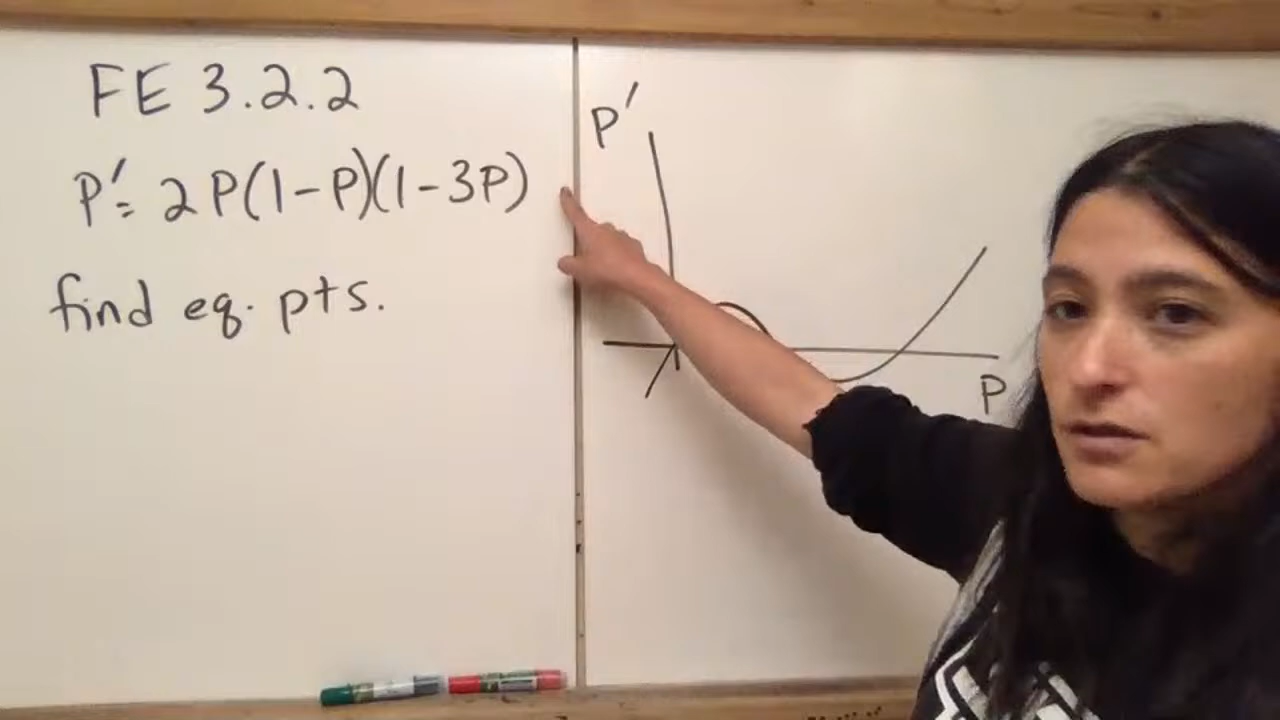 FE 3.2.2
P'= 2P(1-P)(1-3P)
find eq. pts.
P'
P